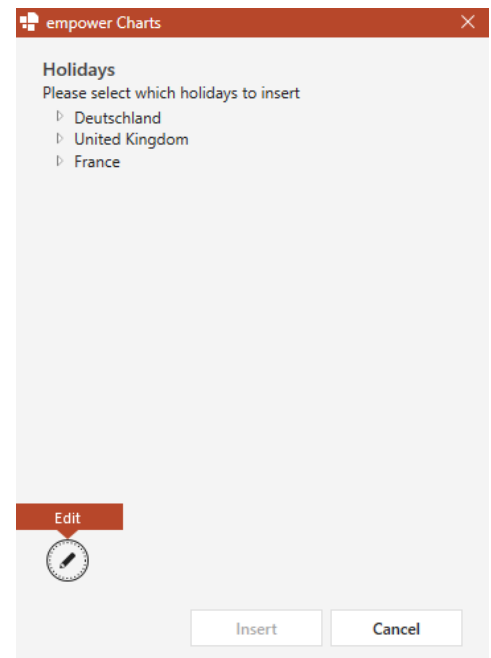 empower Charts
Holidays
Please select which holidays to insert
Deutschland
United Kingdom
France
Edit
Insert
Cancel